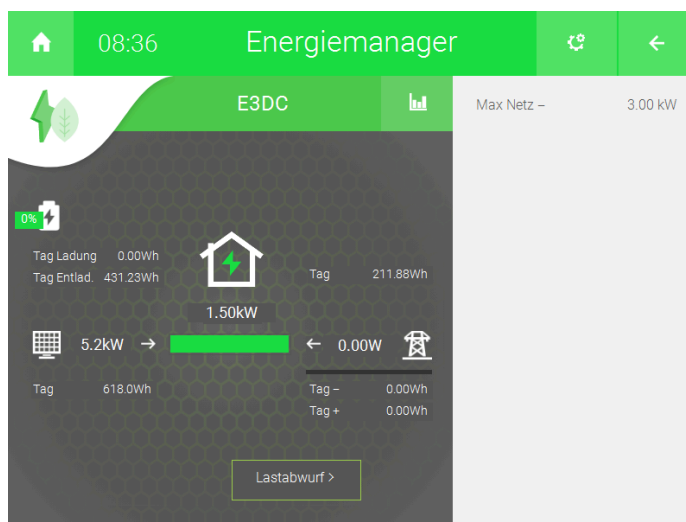 08:36 Energiemanager
E3DC
Max Netz – 3.00 kW
0%
Tag Ladung 0.00Wh
Tag Entlad. 431.23Wh
Tag 211.88Wh
1.50kW
5.2kW → ← 0.00W
Tag 618.0Wh
Tag – 0.00Wh
Tag + 0.00Wh
Lastabwurf >